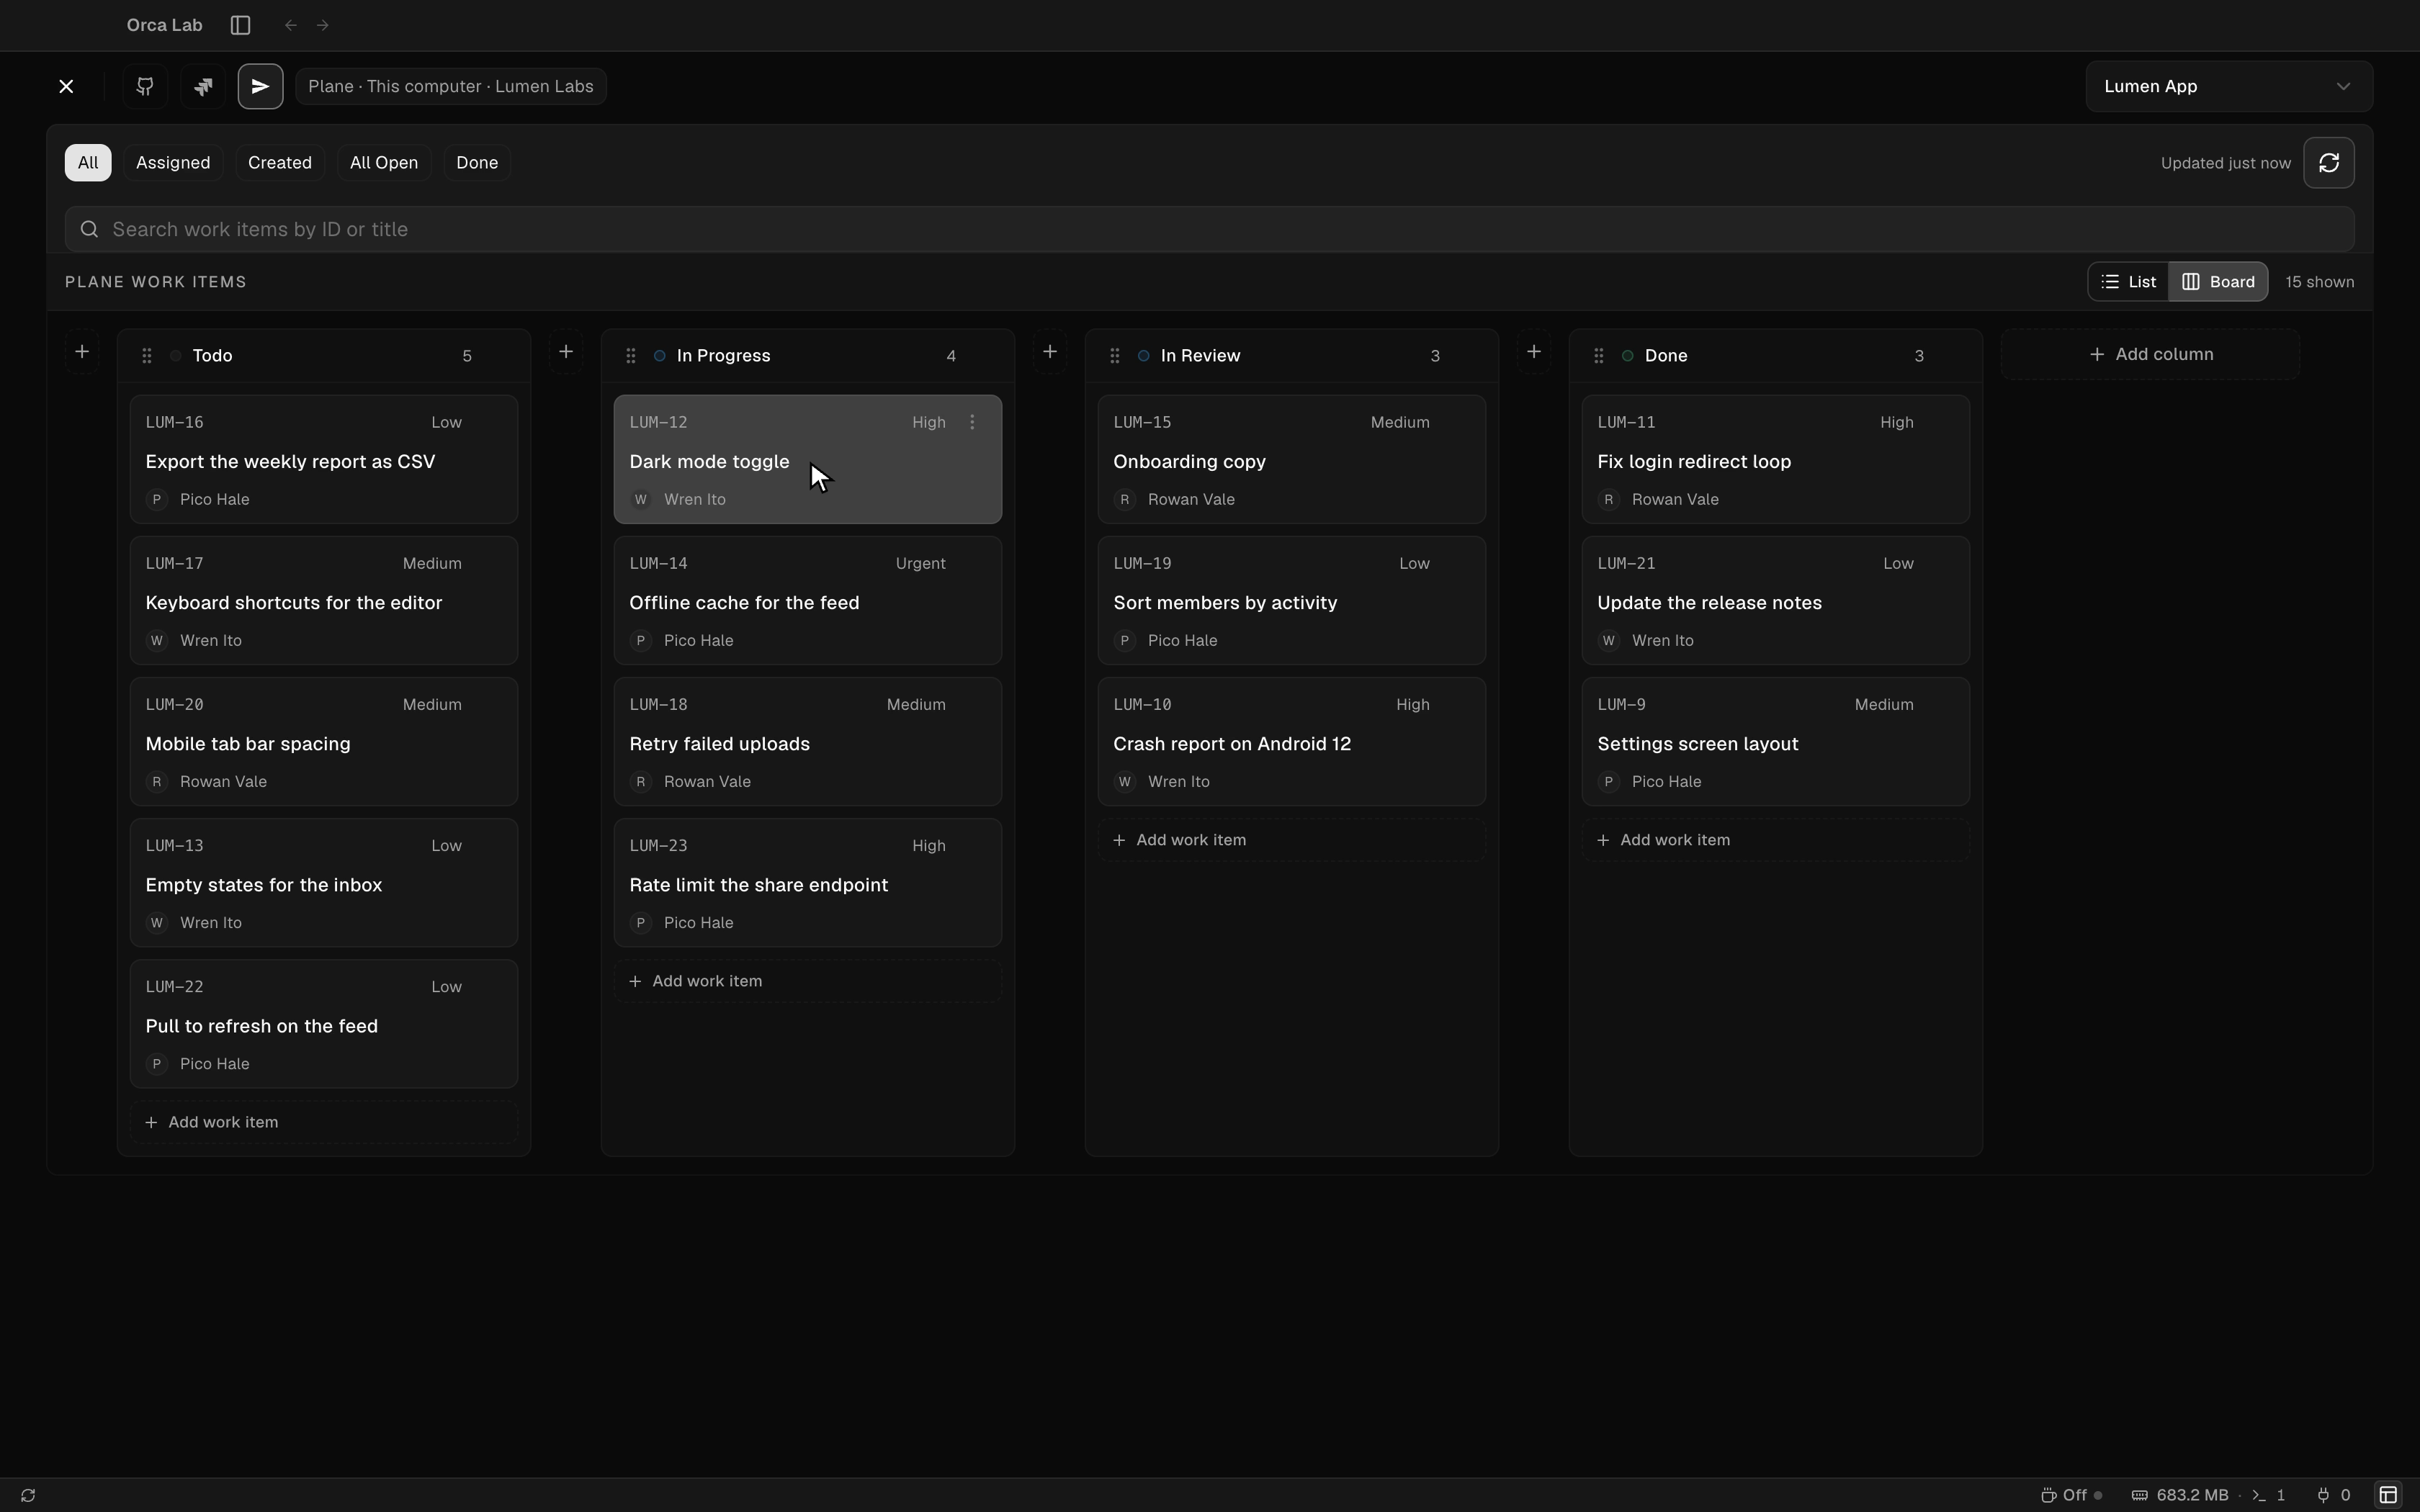 Orca Lab
Plane · This computer · Lumen Labs
Lumen App
All
Assigned
Created
All Open
Done
Updated just now
Search work items by ID or title
PLANE WORK ITEMS
List
Board
15 shown
Todo
5
LUM-16
Low
Export the weekly report as CSV
P
Pico Hale
LUM-17
Medium
Keyboard shortcuts for the editor
W
Wren Ito
LUM-20
Medium
Mobile tab bar spacing
R
Rowan Vale
LUM-13
Low
Empty states for the inbox
W
Wren Ito
LUM-22
Low
Pull to refresh on the feed
P
Pico Hale
Add work item
In Progress
4
LUM-12
High
Dark mode toggle
W
Wren Ito
LUM-14
Urgent
Offline cache for the feed
P
Pico Hale
LUM-18
Medium
Retry failed uploads
R
Rowan Vale
LUM-23
High
Rate limit the share endpoint
P
Pico Hale
Add work item
In Review
3
LUM-15
Medium
Onboarding copy
R
Rowan Vale
LUM-19
Low
Sort members by activity
P
Pico Hale
LUM-10
High
Crash report on Android 12
W
Wren Ito
Add work item
Done
3
LUM-11
High
Fix login redirect loop
R
Rowan Vale
LUM-21
Low
Update the release notes
W
Wren Ito
LUM-9
Medium
Settings screen layout
P
Pico Hale
Add work item
Add column
Off
683.2 MB · 1
0